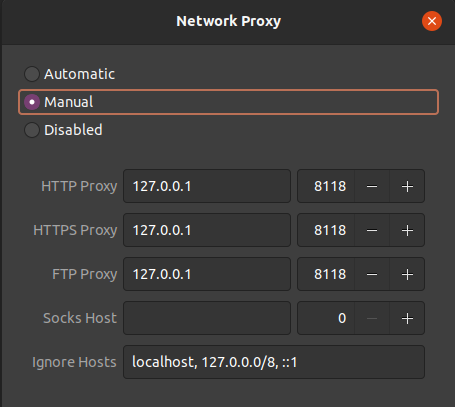 Network Proxy
Automatic
Manual
Disabled
HTTP Proxy 127.0.0.1 8118 − +
HTTPS Proxy 127.0.0.1 8118 − +
FTP Proxy 127.0.0.1 8118 − +
Socks Host 0 − +
Ignore Hosts localhost, 127.0.0.0/8, ::1